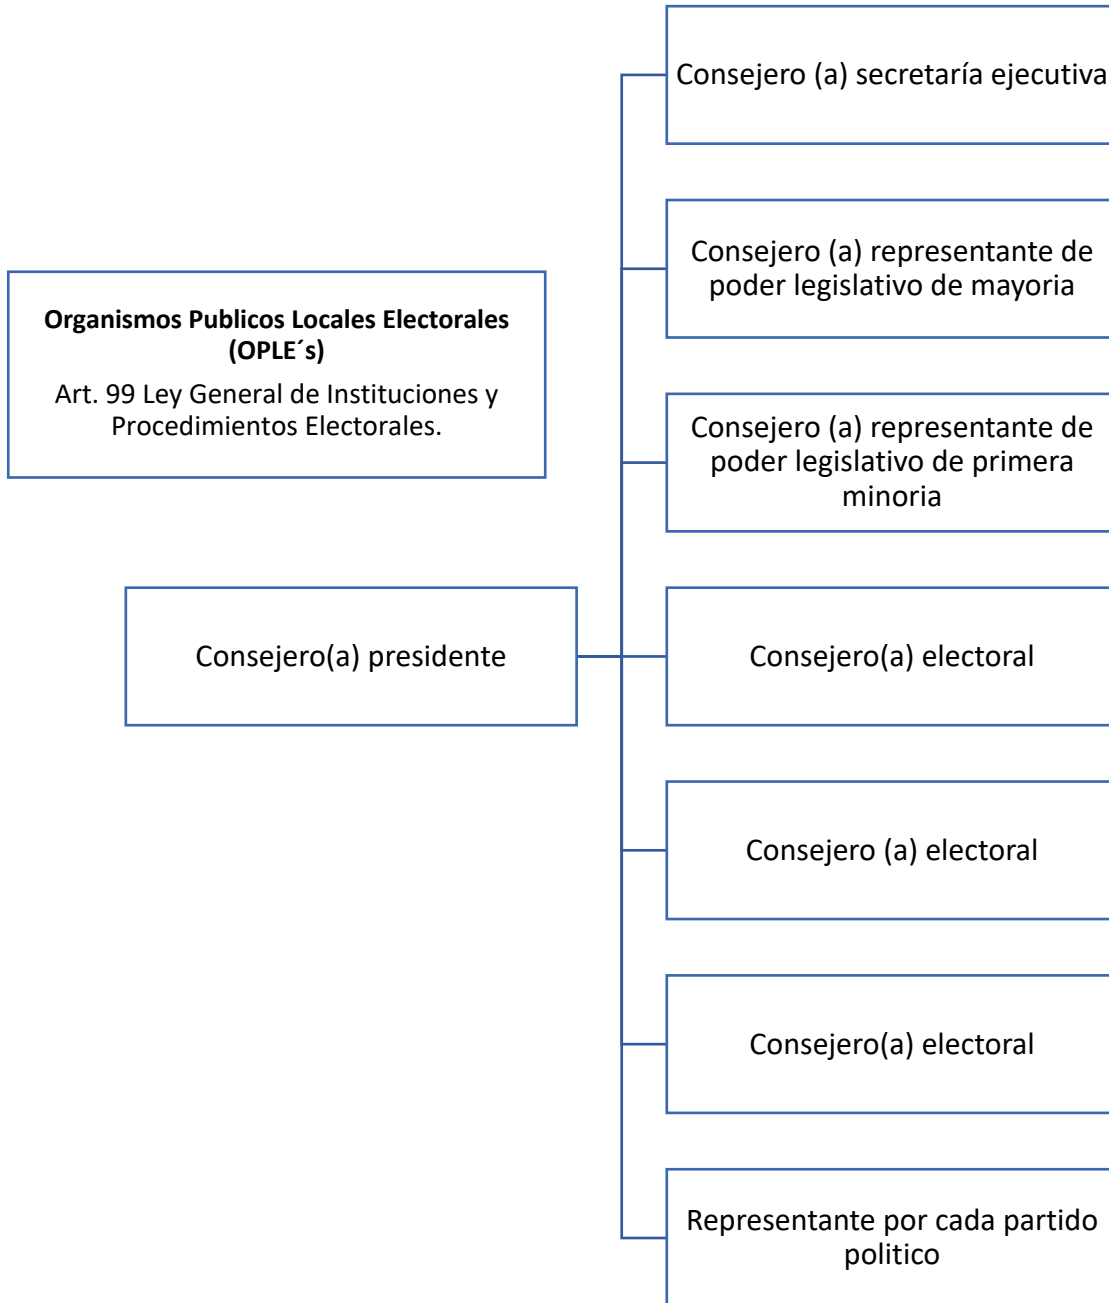 Consejero (a) secretaría ejecutiva
Consejero (a) representante de
poder legislativo de mayoria
Organismos Publicos Locales Electorales
(OPLE´s)
Art. 99 Ley General de Instituciones y
Procedimientos Electorales.
Consejero (a) representante de
poder legislativo de primera
minoria
Consejero(a) presidente
Consejero(a) electoral
Consejero (a) electoral
Consejero(a) electoral
Representante por cada partido
politico